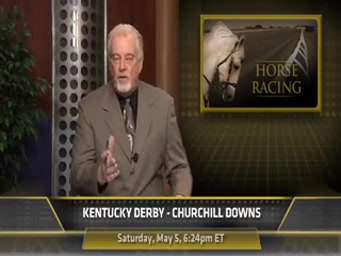 HORSE
RACING
KENTUCKY DERBY - CHURCHILL DOWNS
Saturday, May 5, 6:24pm ET